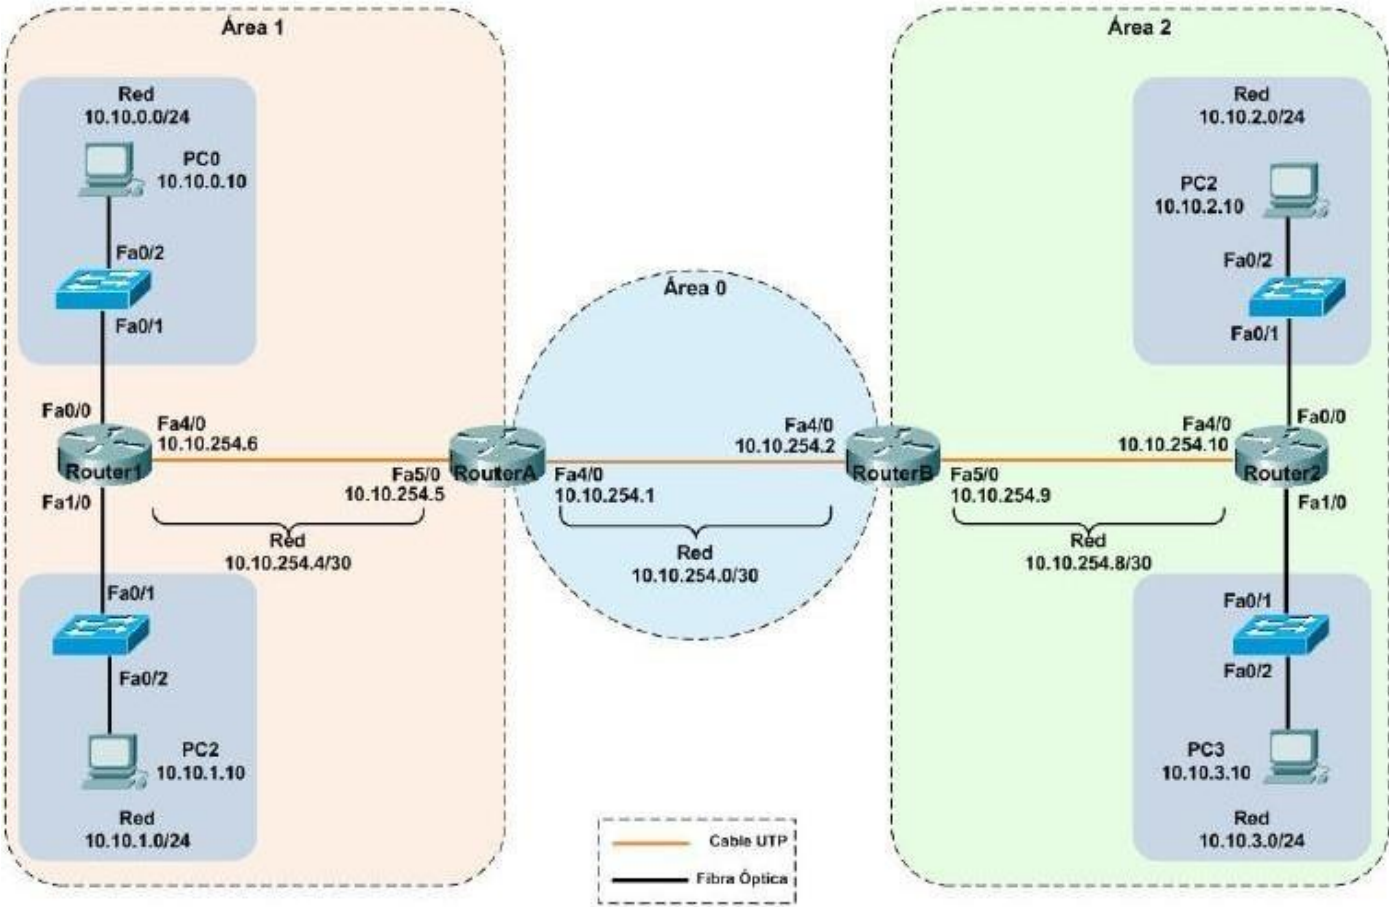 Área 1
Red
10.10.0.0/24
PC0
10.10.0.10
Fa0/2
Fa0/1
Fa0/0
Fa4/0
10.10.254.6
Router1
Fa1/0
Fa5/0
10.10.254.5
RouterA
Red
10.10.254.4/30
Fa0/1
Fa0/2
PC2
10.10.1.10
Red
10.10.1.0/24
Área 0
Fa4/0
10.10.254.2
Fa4/0
10.10.254.1
Red
10.10.254.0/30
Cable UTP
Fibra Óptica
Área 2
Red
10.10.2.0/24
PC2
10.10.2.10
Fa0/2
Fa0/1
Fa0/0
Fa4/0
10.10.254.10
RouterB
Fa5/0
10.10.254.9
Router2
Fa1/0
Red
10.10.254.8/30
Fa0/1
Fa0/2
PC3
10.10.3.10
Red
10.10.3.0/24